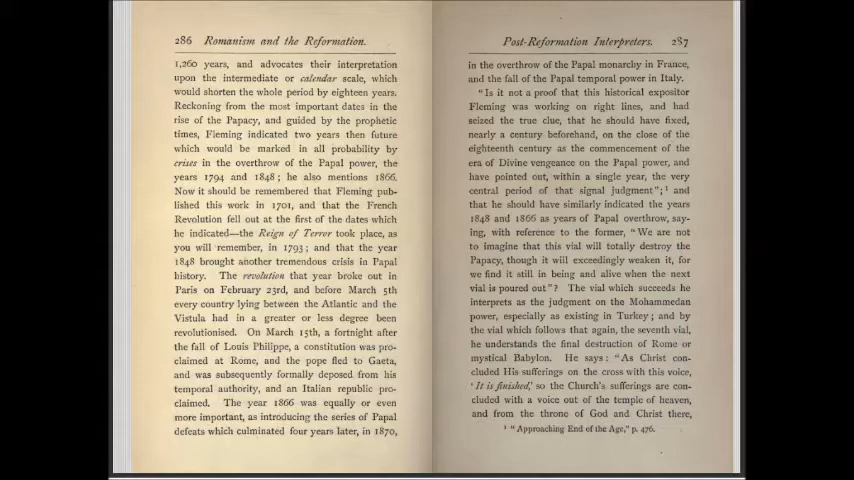 286 Romanism and the Reformation.
1,260 years, and advocates their interpretation
upon the intermediate or calendar scale, which
would shorten the whole period by eighteen years.
Reckoning from the most important dates in the
rise of the Papacy, and guided by the prophetic
times, Fleming indicated two years then future
which would be marked in all probability by
crises in the overthrow of the Papal power, the
years 1794 and 1848; he also mentions 1866.
Now it should be remembered that Fleming pub-
lished this work in 1701, and that the French
Revolution fell out at the first of the dates which
he indicated—the Reign of Terror took place, as
you will remember, in 1793; and that the year
1848 brought another tremendous crisis in Papal
history. The revolution that year broke out in
Paris on February 23rd, and before March 5th
every country lying between the Atlantic and the
Vistula had in a greater or less degree been
revolutionised. On March 15th, a fortnight after
the fall of Louis Philippe, a constitution was pro-
claimed at Rome, and the pope fled to Gaeta,
and was subsequently formally deposed from his
temporal authority, and an Italian republic pro-
claimed. The year 1866 was equally or even
more important, as introducing the series of Papal
defeats which culminated four years later, in 1870,
Post-Reformation Interpreters. 287
in the overthrow of the Papal monarchy in France,
and the fall of the Papal temporal power in Italy.
"Is it not a proof that this historical expositor
Fleming was working on right lines, and had
seized the true clue, that he should have fixed,
nearly a century beforehand, on the close of the
eighteenth century as the commencement of the
era of Divine vengeance on the Papal power, and
have pointed out, within a single year, the very
central period of that signal judgment";¹ and
that he should have similarly indicated the years
1848 and 1866 as years of Papal overthrow, say-
ing, with reference to the former, "We are not
to imagine that this vial will totally destroy the
Papacy, though it will exceedingly weaken it, for
we find it still in being and alive when the next
vial is poured out"? The vial which succeeds he
interprets as the judgment on the Mohammedan
power, especially as existing in Turkey; and by
the vial which follows that again, the seventh vial,
he understands the final destruction of Rome or
mystical Babylon. He says: "As Christ con-
cluded His sufferings on the cross with this voice,
'It is finished,' so the Church's sufferings are con-
cluded with a voice out of the temple of heaven,
and from the throne of God and Christ there,
¹ "Approaching End of the Age," p. 476.